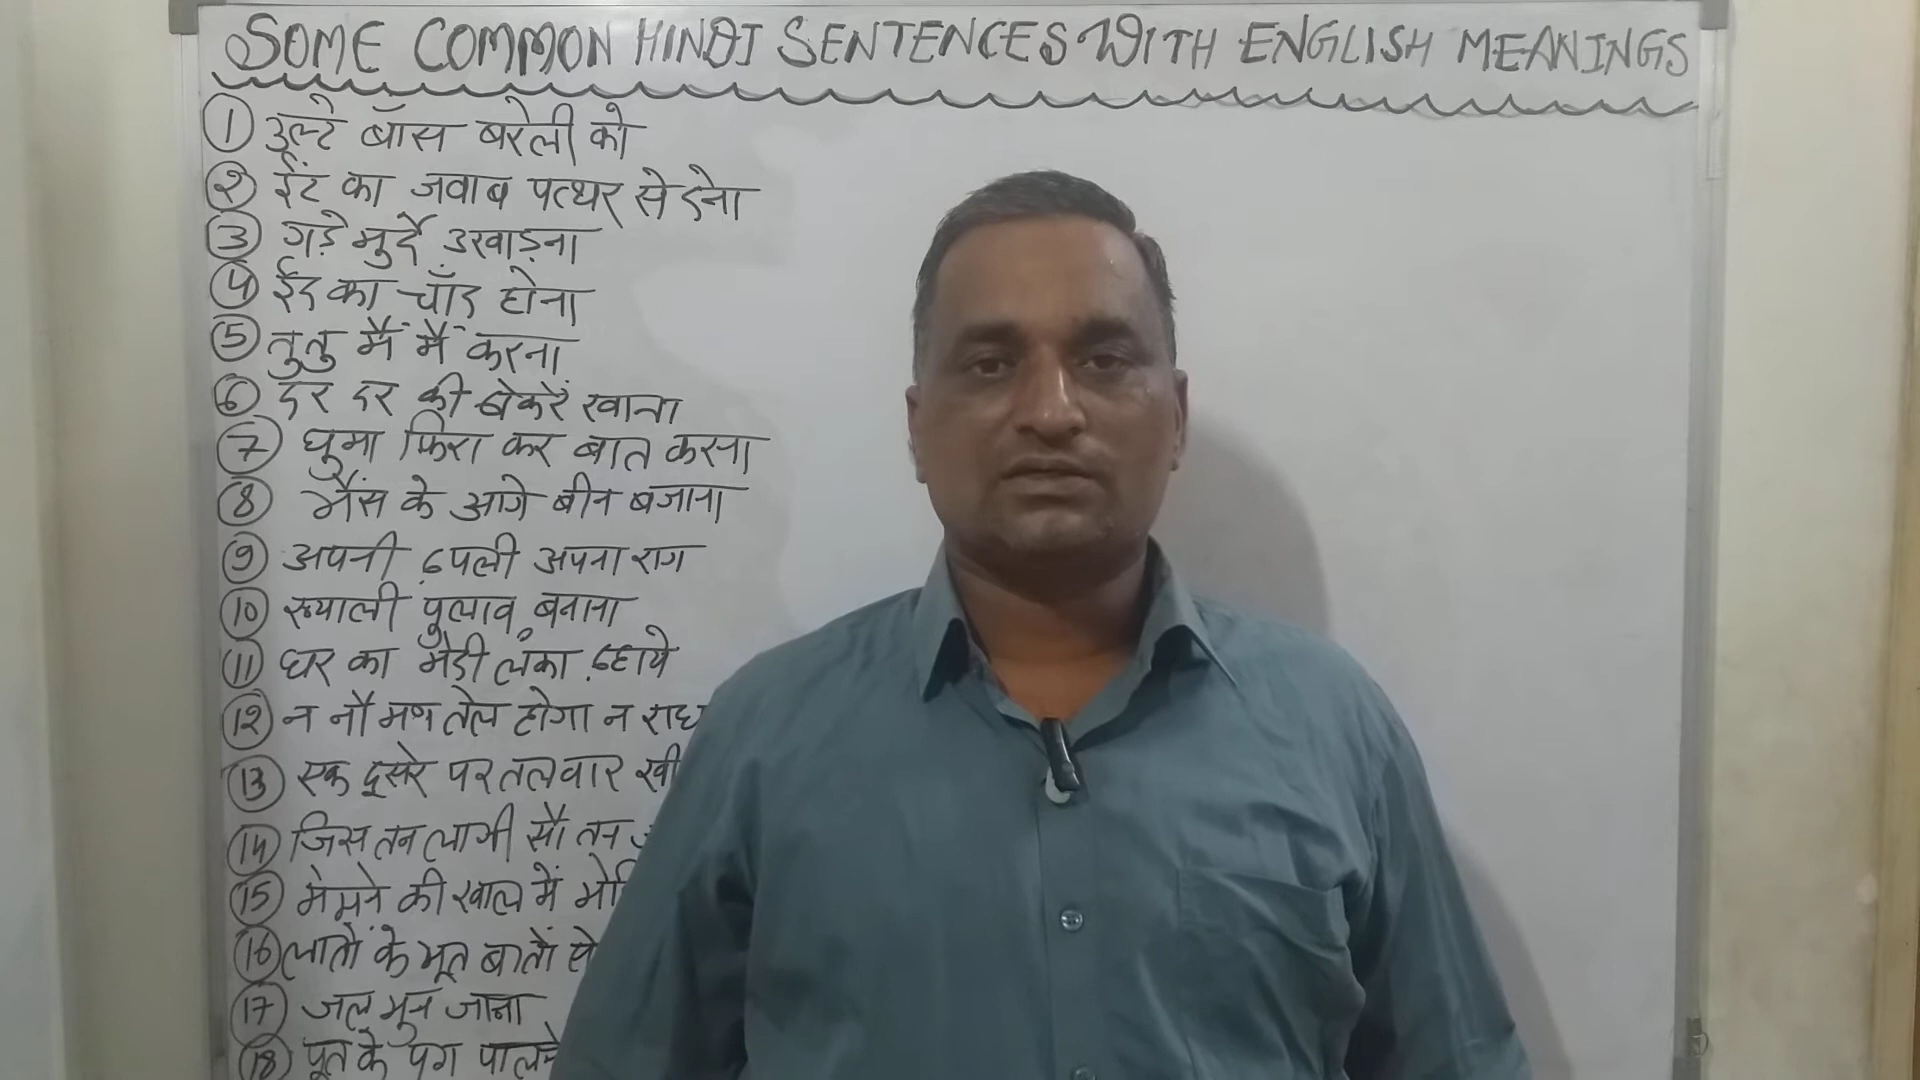 SOME COMMON HINDI SENTENCES WITH ENGLISH MEANINGS
1 उल्टे बाँस बरेली को
2 ईंट का जवाब पत्थर से देना
3 गड़े मुर्दे उखाड़ना
4 ईद का चाँद होना
5 तुतु मैं मैं करना
6 दर दर की ठोकरें खाना
7 घुमा फिरा कर बात करना
8 भैंस के आगे बीन बजाना
9 अपनी ढ़पली अपना राग
10 ख्याली पुलाव बनाना
11 घर का भेदी लंका ढ़हाये
12 न नौ मण तेल होगा न राध
13 एक दूसरे पर तलवार खीं
14 जिस तन लागी सौ तन
15 मेमने की खाल में भेि
16 लातों के भूत बातों से
17 जल भुन जाना
18 पूत के पग पालने